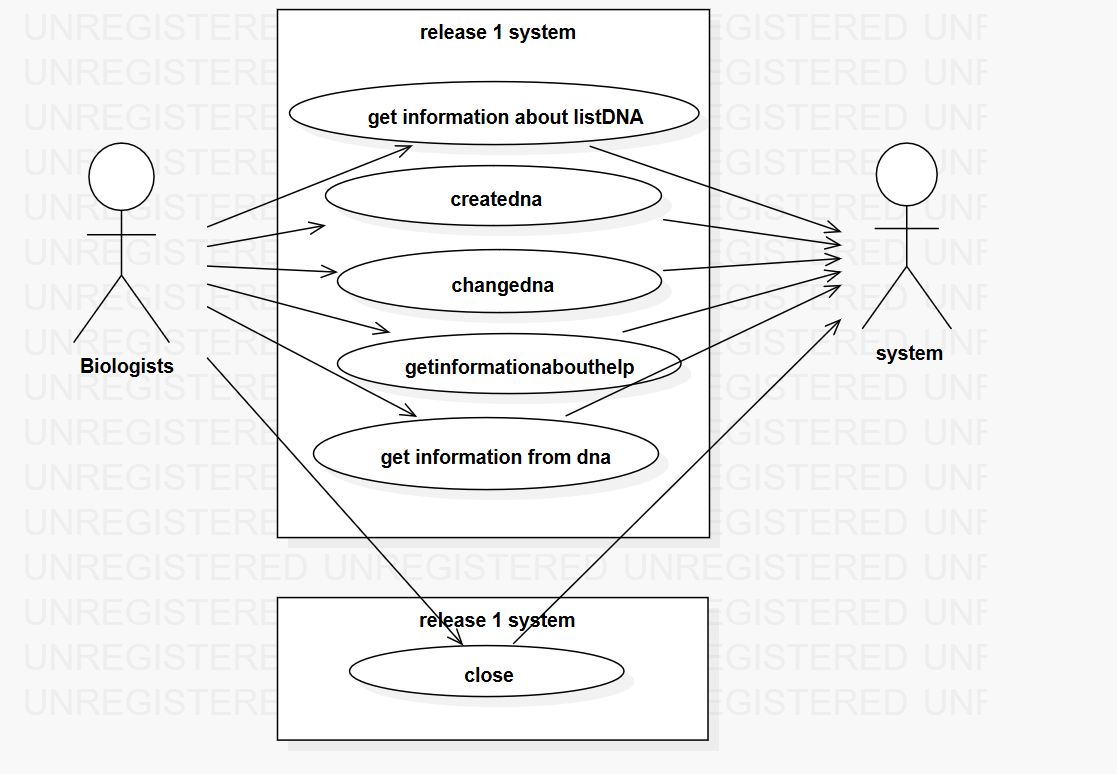 release 1 system
get information about listDNA
createdna
changedna
getinformationabouthelp
get information from dna
Biologists
system
release 1 system
close
UNREGISTERED UNREGISTERED UNREGISTERED UNF